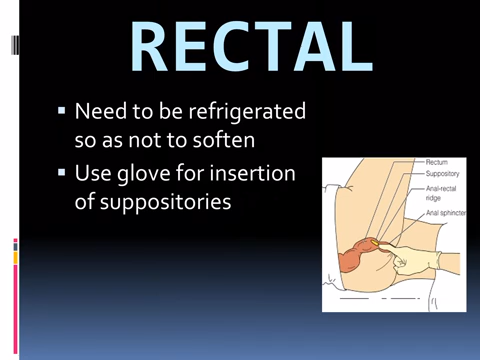 RECTAL
▪ Need to be refrigerated
so as not to soften
▪ Use glove for insertion
of suppositories
Rectum
Suppository
Anal-rectal
ridge
Anal sphincter